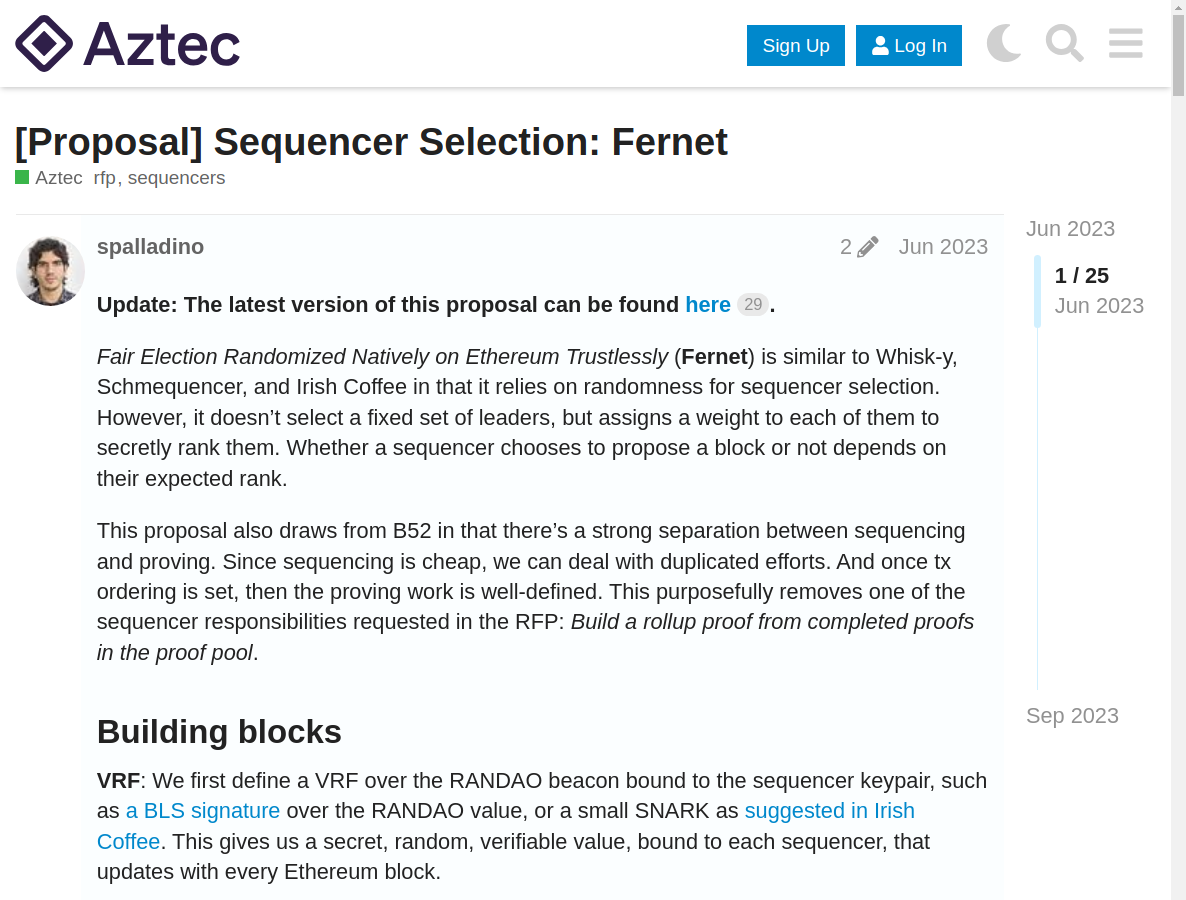 Aztec
Sign Up
Log In
[Proposal] Sequencer Selection: Fernet
Aztec rfp, sequencers
spalladino
2
Jun 2023
Update: The latest version of this proposal can be found here 29.
Fair Election Randomized Natively on Ethereum Trustlessly (Fernet) is similar to Whisk-y,
Schmequencer, and Irish Coffee in that it relies on randomness for sequencer selection.
However, it doesn’t select a fixed set of leaders, but assigns a weight to each of them to
secretly rank them. Whether a sequencer chooses to propose a block or not depends on
their expected rank.
This proposal also draws from B52 in that there’s a strong separation between sequencing
and proving. Since sequencing is cheap, we can deal with duplicated efforts. And once tx
ordering is set, then the proving work is well-defined. This purposefully removes one of the
sequencer responsibilities requested in the RFP: Build a rollup proof from completed proofs
in the proof pool.
Building blocks
VRF: We first define a VRF over the RANDAO beacon bound to the sequencer keypair, such
as a BLS signature over the RANDAO value, or a small SNARK as suggested in Irish
Coffee. This gives us a secret, random, verifiable value, bound to each sequencer, that
updates with every Ethereum block.
Jun 2023
1 / 25
Jun 2023
Sep 2023